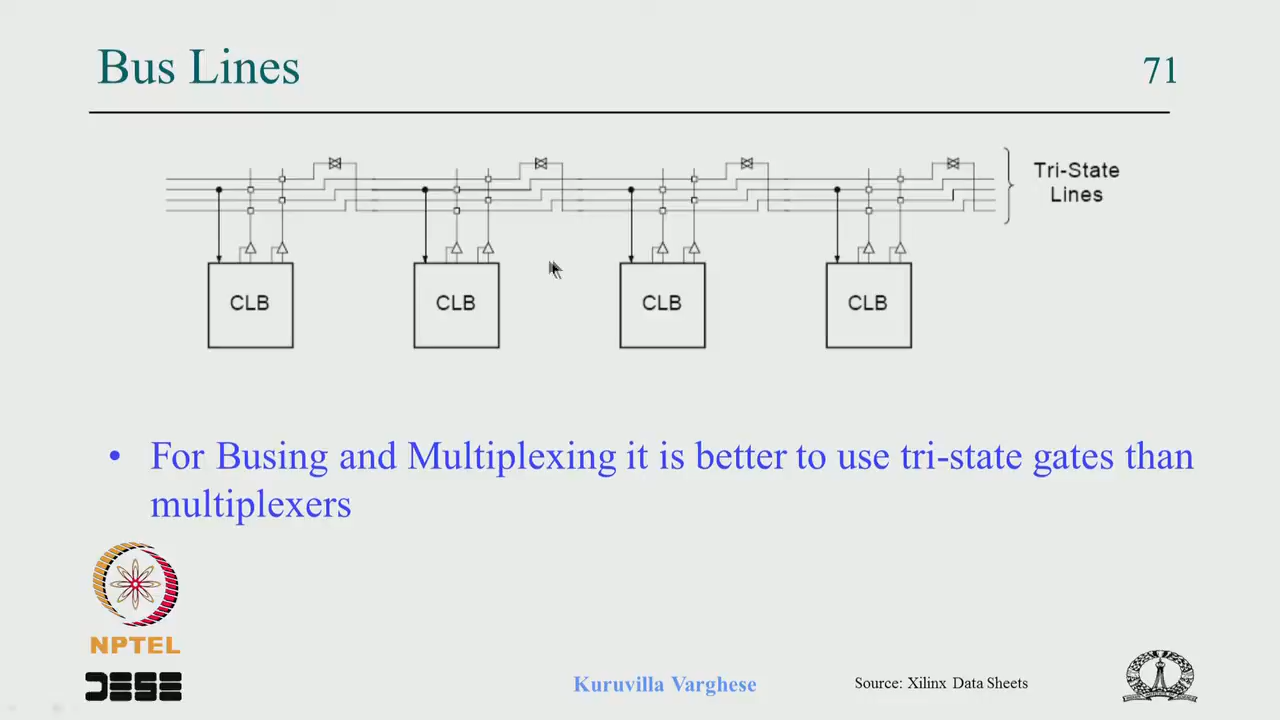 Bus Lines
71
Tri-State
Lines
CLB
CLB
CLB
CLB
• For Busing and Multiplexing it is better to use tri-state gates than
multiplexers
NPTEL
DESE
Kuruvilla Varghese
Source: Xilinx Data Sheets